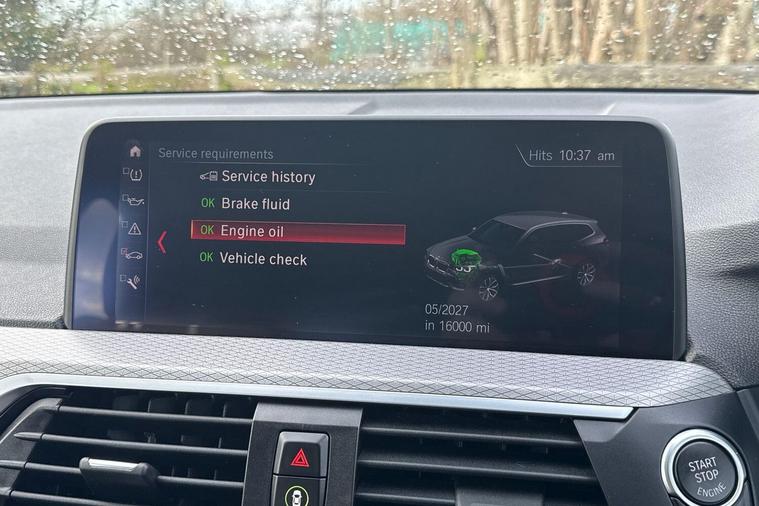 Service requirements
Hits 10:37 am
Service history
OK Brake fluid
OK Engine oil
OK Vehicle check
05/2027
in 16000 mi
START
STOP
ENGINE